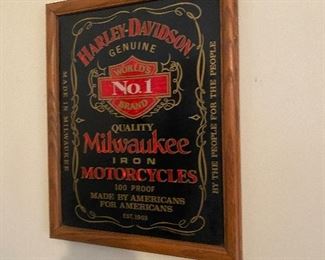 HARLEY-DAVIDSON
GENUINE
WORLD'S
No. 1
BRAND
QUALITY
Milwaukee
IRON
MOTORCYCLES
100 PROOF
MADE BY AMERICANS
FOR AMERICANS
EST. 1903
MADE IN MILWAUKEE
BY THE PEOPLE FOR THE PEOPLE